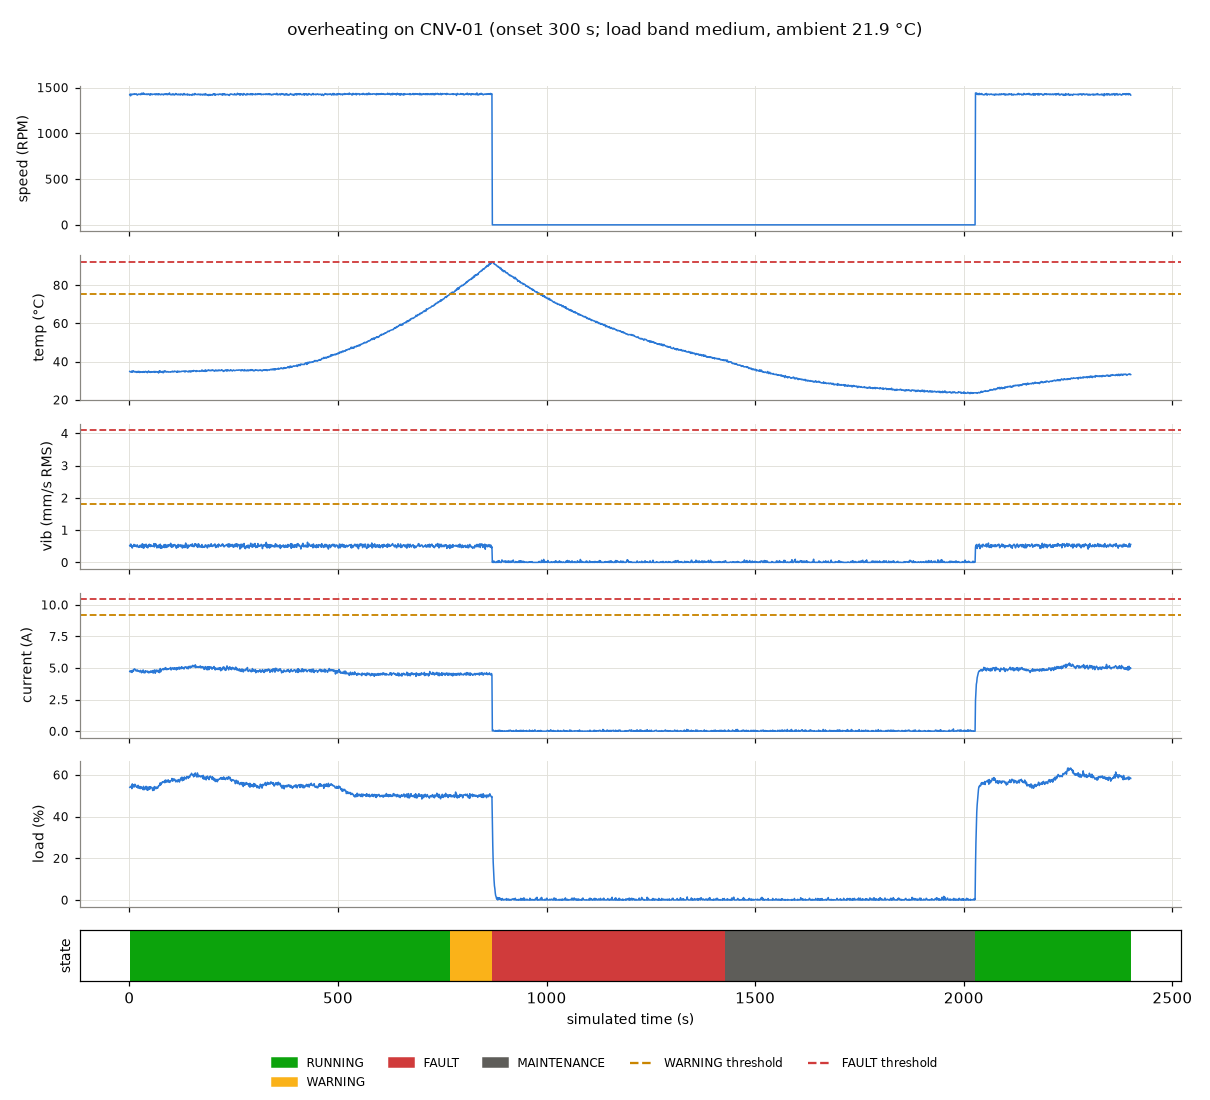 overheating on CNV-01 (onset 300 s; load band medium, ambient 21.9 °C)
speed (RPM)
1500
1000
500
0
temp (°C)
80
60
40
20
vib (mm/s RMS)
4
3
2
1
0
current (A)
10.0
7.5
5.0
2.5
0.0
load (%)
60
40
20
0
state
0 500 1000 1500 2000 2500
simulated time (s)
RUNNING FAULT MAINTENANCE WARNING threshold FAULT threshold
WARNING